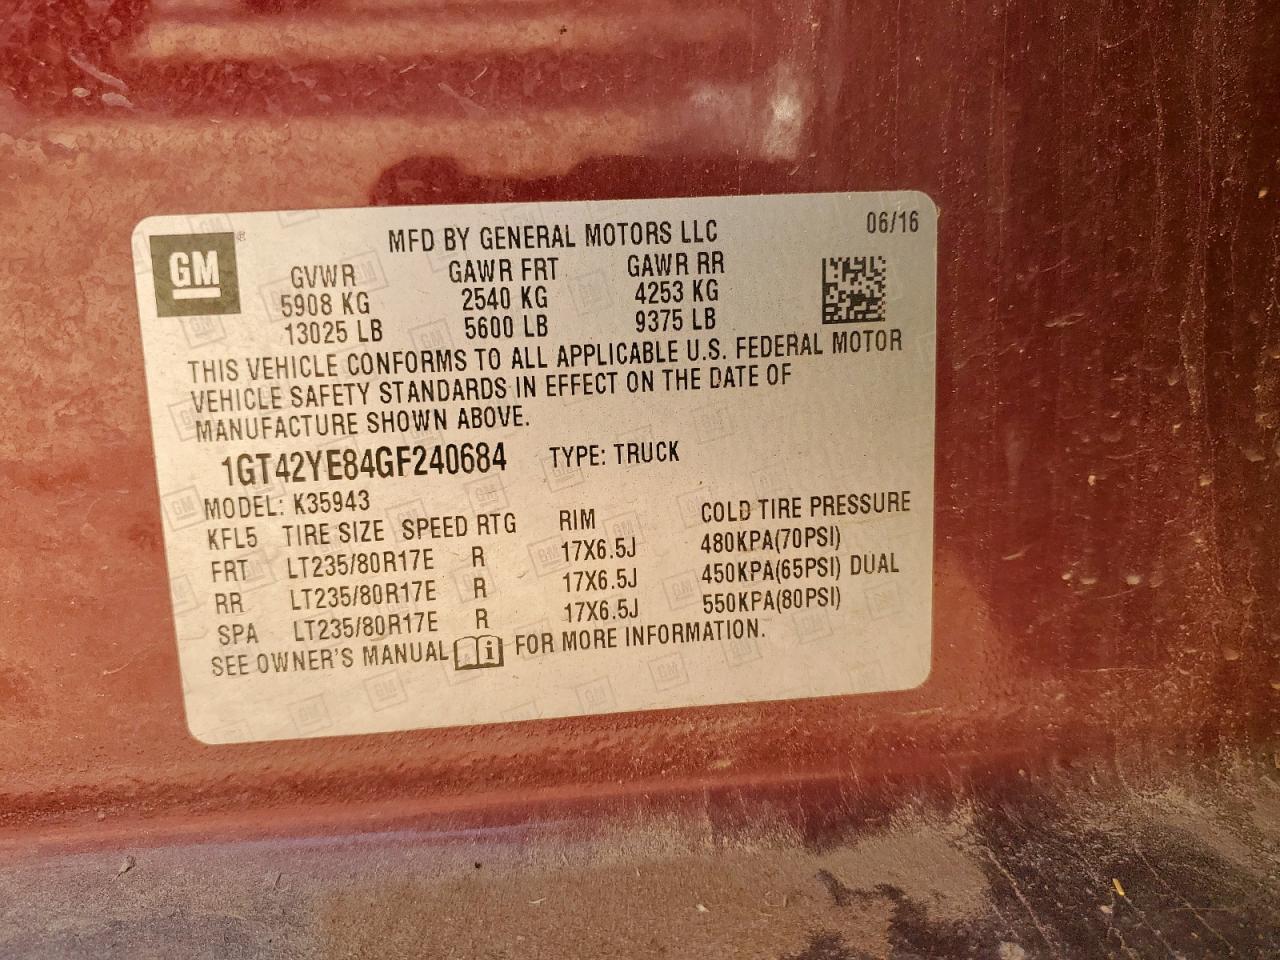 GM
®
MFD BY GENERAL MOTORS LLC 06/16
GVWR GAWR FRT GAWR RR
5908 KG 2540 KG 4253 KG
13025 LB 5600 LB 9375 LB
THIS VEHICLE CONFORMS TO ALL APPLICABLE U.S. FEDERAL MOTOR
VEHICLE SAFETY STANDARDS IN EFFECT ON THE DATE OF
MANUFACTURE SHOWN ABOVE.
1GT42YE84GF240684 TYPE: TRUCK
MODEL: K35943
KFL5 TIRE SIZE SPEED RTG RIM COLD TIRE PRESSURE
FRT LT235/80R17E R 17X6.5J 480KPA(70PSI)
RR LT235/80R17E R 17X6.5J 450KPA(65PSI) DUAL
SPA LT235/80R17E R 17X6.5J 550KPA(80PSI)
SEE OWNER'S MANUAL i FOR MORE INFORMATION.